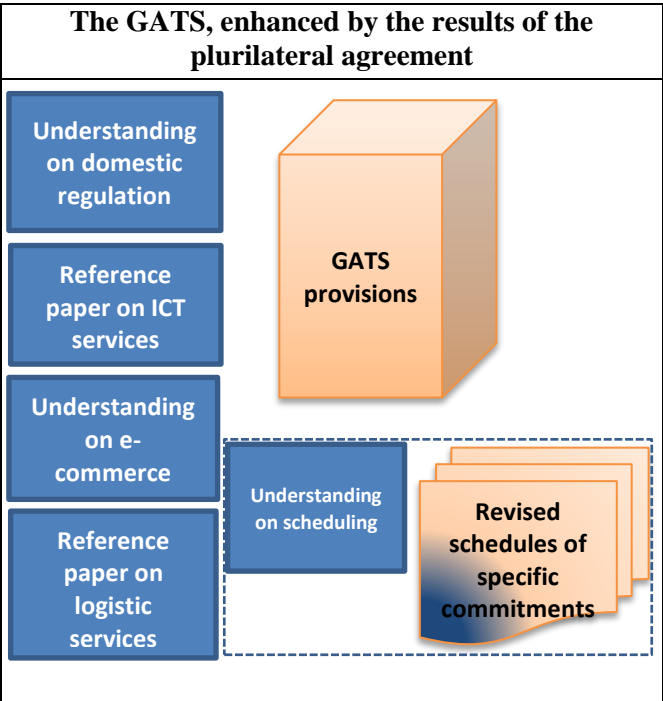 The GATS, enhanced by the results of the
plurilateral agreement
Understanding
on domestic
regulation
Reference
paper on ICT
services
Understanding
on e-
commerce
Reference
paper on
logistic
services
GATS
provisions
Understanding
on scheduling
Revised
schedules of
specific
commitments